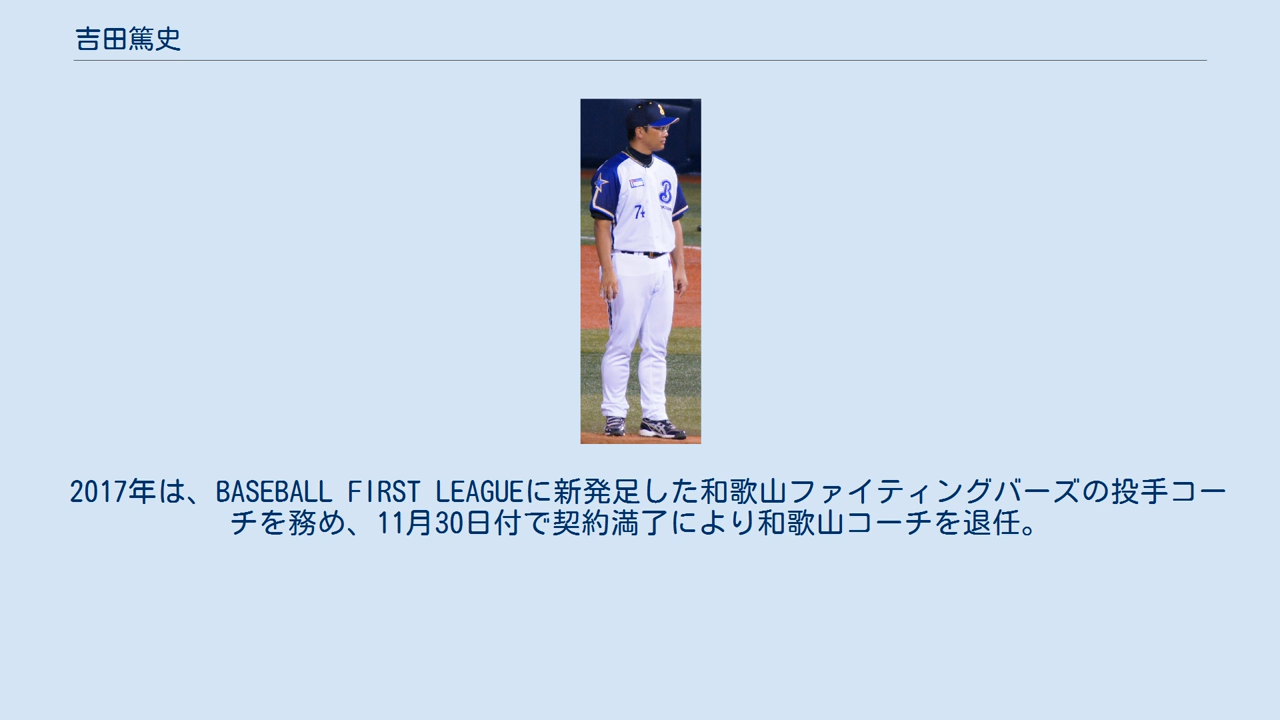 吉田篤史
74
B
2017年は、BASEBALL FIRST LEAGUEに新発足した和歌山ファイティングバーズの投手コー
チを務め、11月30日付で契約満了により和歌山コーチを退任。